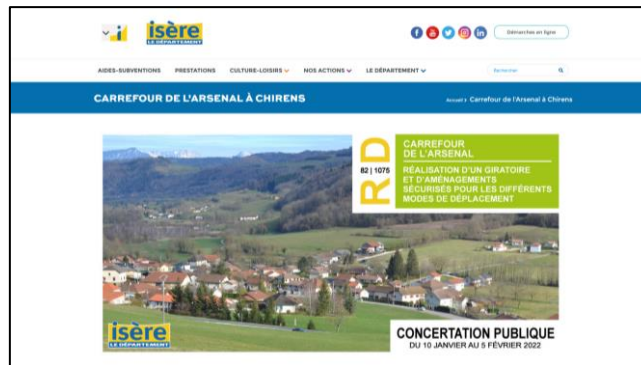 isère
LE DÉPARTEMENT
Démarches en ligne
AIDES-SUBVENTIONS PRESTATIONS CULTURE-LOISIRS NOS ACTIONS LE DÉPARTEMENT Rechercher
CARREFOUR DE L'ARSENAL À CHIRENS
Accueil > Carrefour de l'Arsenal à Chirens
RD
82 | 1075
CARREFOUR
DE L'ARSENAL
RÉALISATION D'UN GIRATOIRE
ET D'AMÉNAGEMENTS
SÉCURISÉS POUR LES DIFFÉRENTS
MODES DE DÉPLACEMENT
isère
LE DÉPARTEMENT
CONCERTATION PUBLIQUE
DU 10 JANVIER AU 5 FÉVRIER 2022